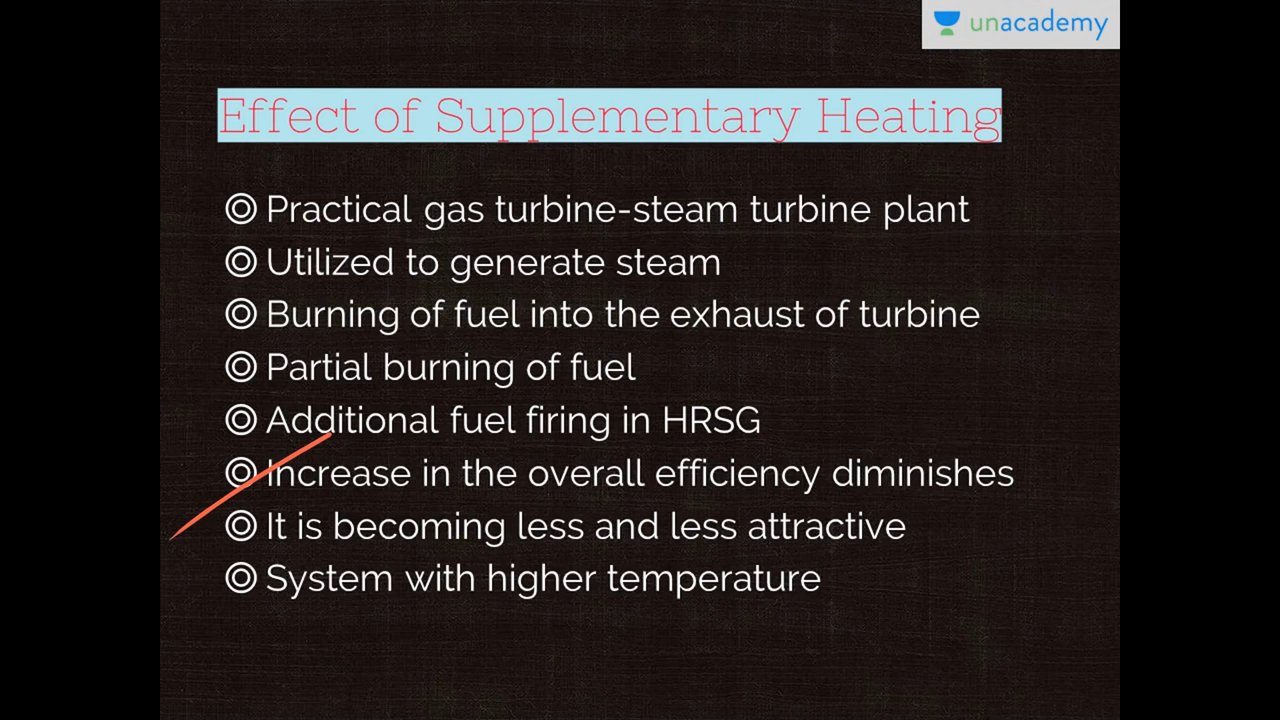 unacademy
Effect of Supplementary Heating
Practical gas turbine-steam turbine plant
Utilized to generate steam
Burning of fuel into the exhaust of turbine
Partial burning of fuel
Additional fuel firing in HRSG
Increase in the overall efficiency diminishes
It is becoming less and less attractive
System with higher temperature